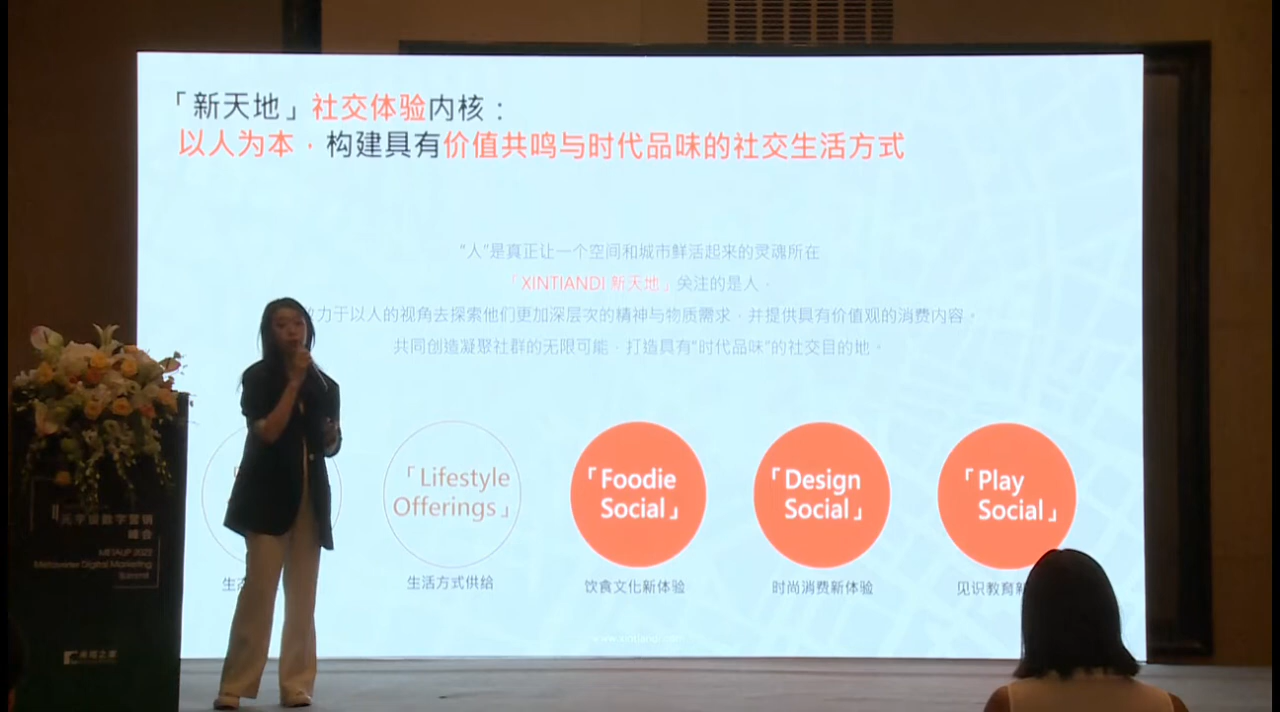 「新天地」社交体验内核：
以人为本，构建具有价值共鸣与时代品味的社交生活方式
“人”是真正让一个空间和城市鲜活起来的灵魂所在
「XINTIANDI 新天地」关注的是人，
力于以人的视角去探索他们更加深层次的精神与物质需求，并提供具有价值观的消费内容。
共同创造凝聚社群的无限可能，打造具有“时代品味”的社交目的地。
「Lifestyle
Offerings」
「Foodie
Social」
「Design
Social」
「Play
Social」
生态
生活方式供给
饮食文化新体验
时尚消费新体验
见识教育新
元宇宙数字营销
峰会
METAUP 2022
Metaverse Digital Marketing
Summit